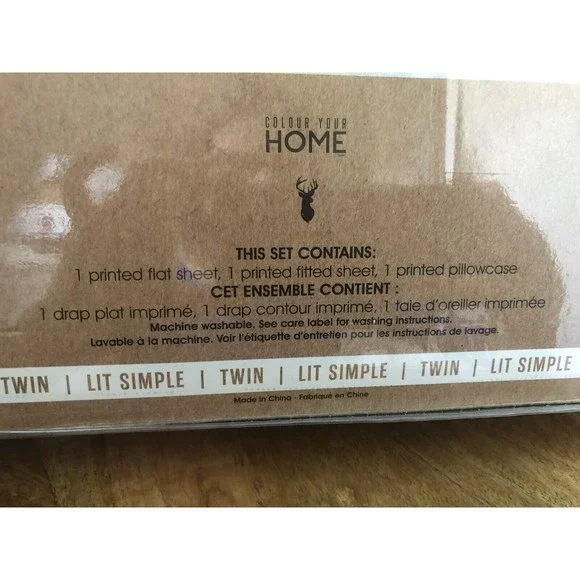 COLOUR YOUR
HOME
THIS SET CONTAINS:
1 printed flat sheet, 1 printed fitted sheet, 1 printed pillowcase
CET ENSEMBLE CONTIENT :
1 drap plat imprimé, 1 drap contour imprimé, 1 taie d'oreiller imprimée
Machine washable. See care label for washing instructions.
Lavable à la machine. Voir l'étiquette d'entretien pour les instructions de lavage.
TWIN | LIT SIMPLE | TWIN | LIT SIMPLE | TWIN | LIT SIMPLE
Made in China - Fabriqué en Chine